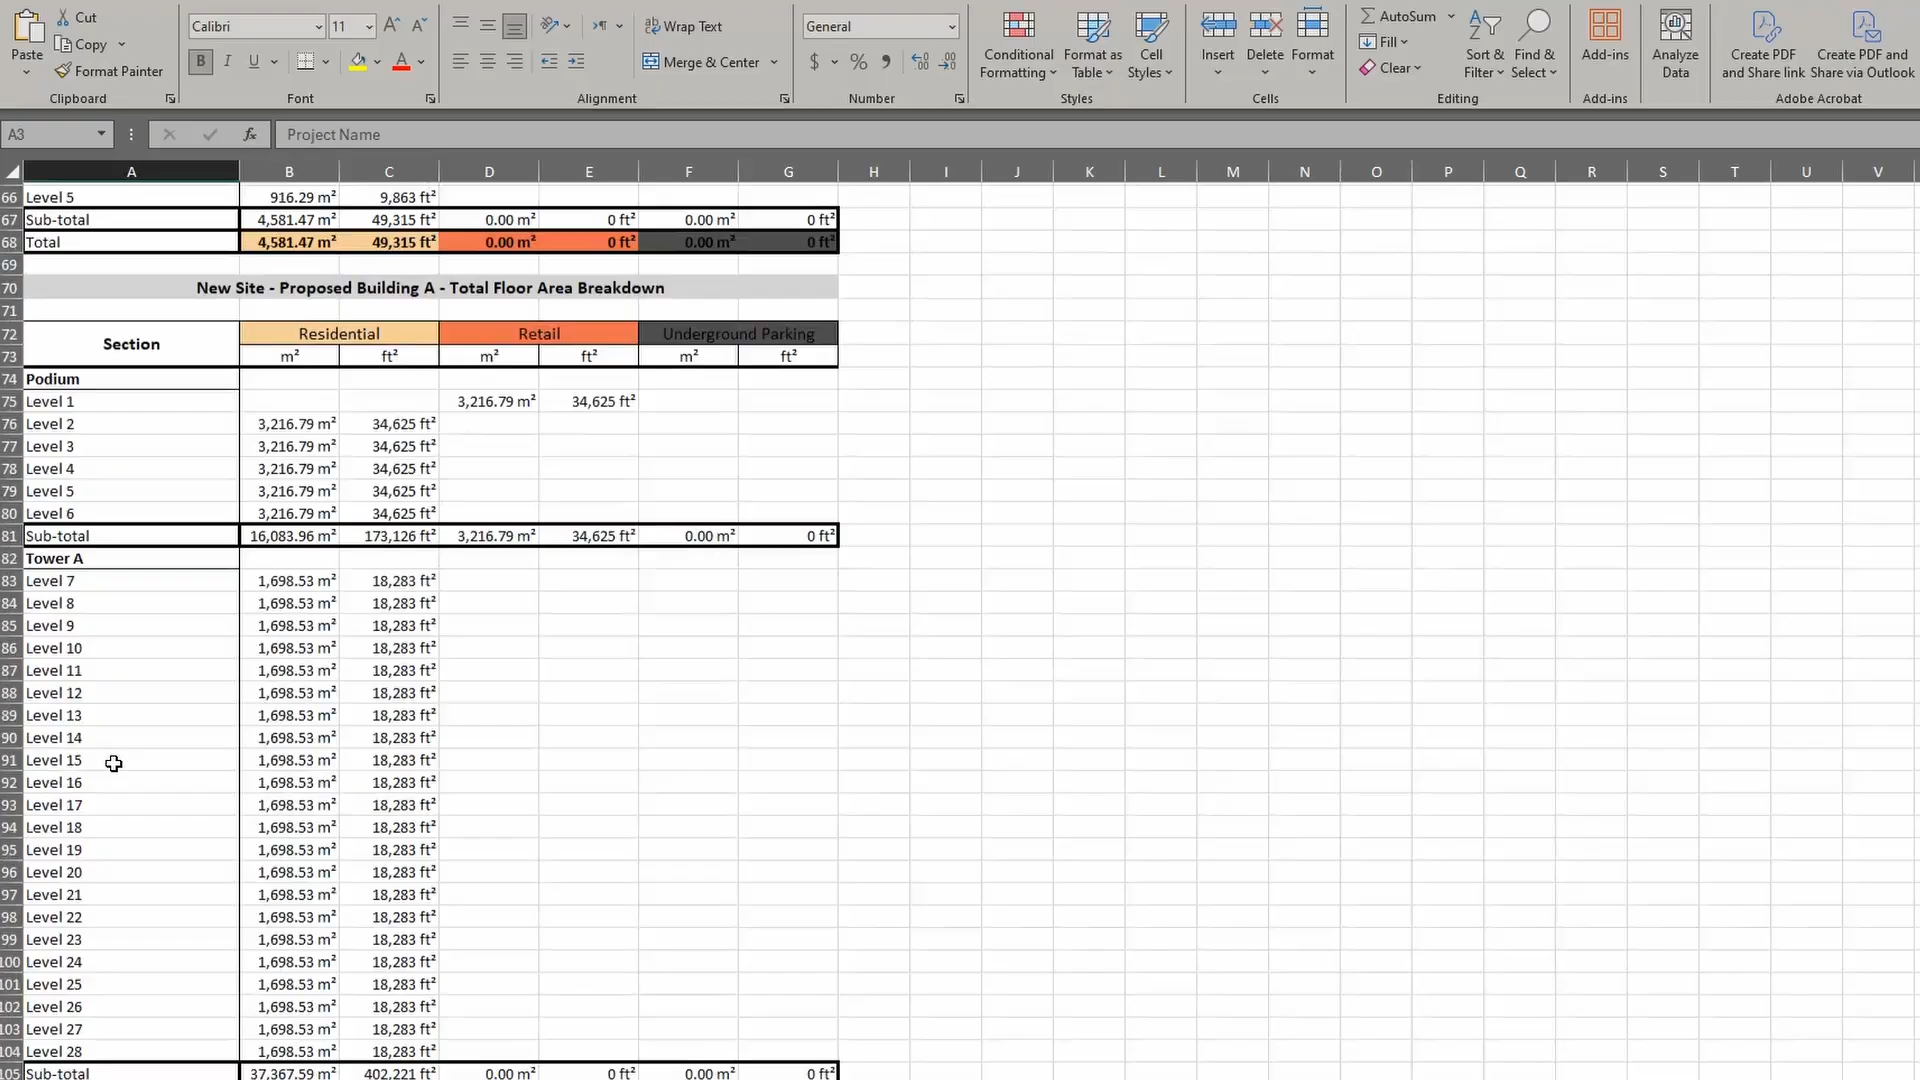 Cut
Copy
Format Painter
Paste
Clipboard
Calibri 11 A A
B I U A
Font
ab Wrap Text
Merge & Center
Alignment
General
$ % 9
Number
Conditional Formatting
Format as Table
Cell Styles
Styles
Insert Delete Format
Cells
AutoSum
Fill
Clear
Sort & Filter
Find & Select
Editing
Add-ins
Add-ins
Analyze Data
Create PDF and Share link
Create PDF and Share via Outlook
Adobe Acrobat
A3 fx Project Name
A B C D E F G H I J K L M N O P Q R S T U V
66 Level 5 916.29 m² 9,863 ft²
67 Sub-total 4,581.47 m² 49,315 ft² 0.00 m² 0 ft² 0.00 m² 0 ft²
68 Total 4,581.47 m² 49,315 ft² 0.00 m² 0 ft² 0.00 m² 0 ft²
69
70 New Site - Proposed Building A - Total Floor Area Breakdown
71
72 Section Residential Retail Underground Parking
73 m² ft² m² ft² m² ft²
74 Podium
75 Level 1 3,216.79 m² 34,625 ft²
76 Level 2 3,216.79 m² 34,625 ft²
77 Level 3 3,216.79 m² 34,625 ft²
78 Level 4 3,216.79 m² 34,625 ft²
79 Level 5 3,216.79 m² 34,625 ft²
80 Level 6 3,216.79 m² 34,625 ft²
81 Sub-total 16,083.96 m² 173,126 ft² 3,216.79 m² 34,625 ft² 0.00 m² 0 ft²
82 Tower A
83 Level 7 1,698.53 m² 18,283 ft²
84 Level 8 1,698.53 m² 18,283 ft²
85 Level 9 1,698.53 m² 18,283 ft²
86 Level 10 1,698.53 m² 18,283 ft²
87 Level 11 1,698.53 m² 18,283 ft²
88 Level 12 1,698.53 m² 18,283 ft²
89 Level 13 1,698.53 m² 18,283 ft²
90 Level 14 1,698.53 m² 18,283 ft²
91 Level 15 1,698.53 m² 18,283 ft²
92 Level 16 1,698.53 m² 18,283 ft²
93 Level 17 1,698.53 m² 18,283 ft²
94 Level 18 1,698.53 m² 18,283 ft²
95 Level 19 1,698.53 m² 18,283 ft²
96 Level 20 1,698.53 m² 18,283 ft²
97 Level 21 1,698.53 m² 18,283 ft²
98 Level 22 1,698.53 m² 18,283 ft²
99 Level 23 1,698.53 m² 18,283 ft²
100 Level 24 1,698.53 m² 18,283 ft²
101 Level 25 1,698.53 m² 18,283 ft²
102 Level 26 1,698.53 m² 18,283 ft²
103 Level 27 1,698.53 m² 18,283 ft²
104 Level 28 1,698.53 m² 18,283 ft²
105 Sub-total 37,367.59 m² 402,221 ft² 0.00 m² 0 ft² 0.00 m² 0 ft²